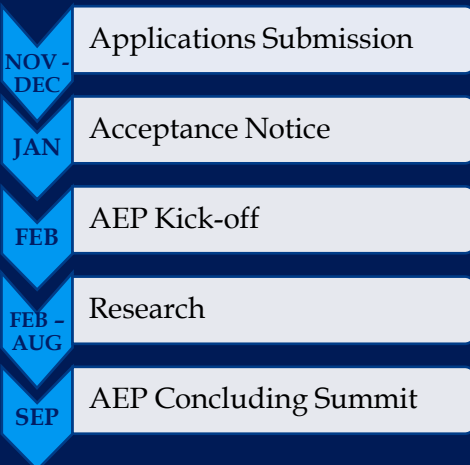 NOV -
DEC
Applications Submission
JAN
Acceptance Notice
FEB
AEP Kick-off
FEB –
AUG
Research
SEP
AEP Concluding Summit